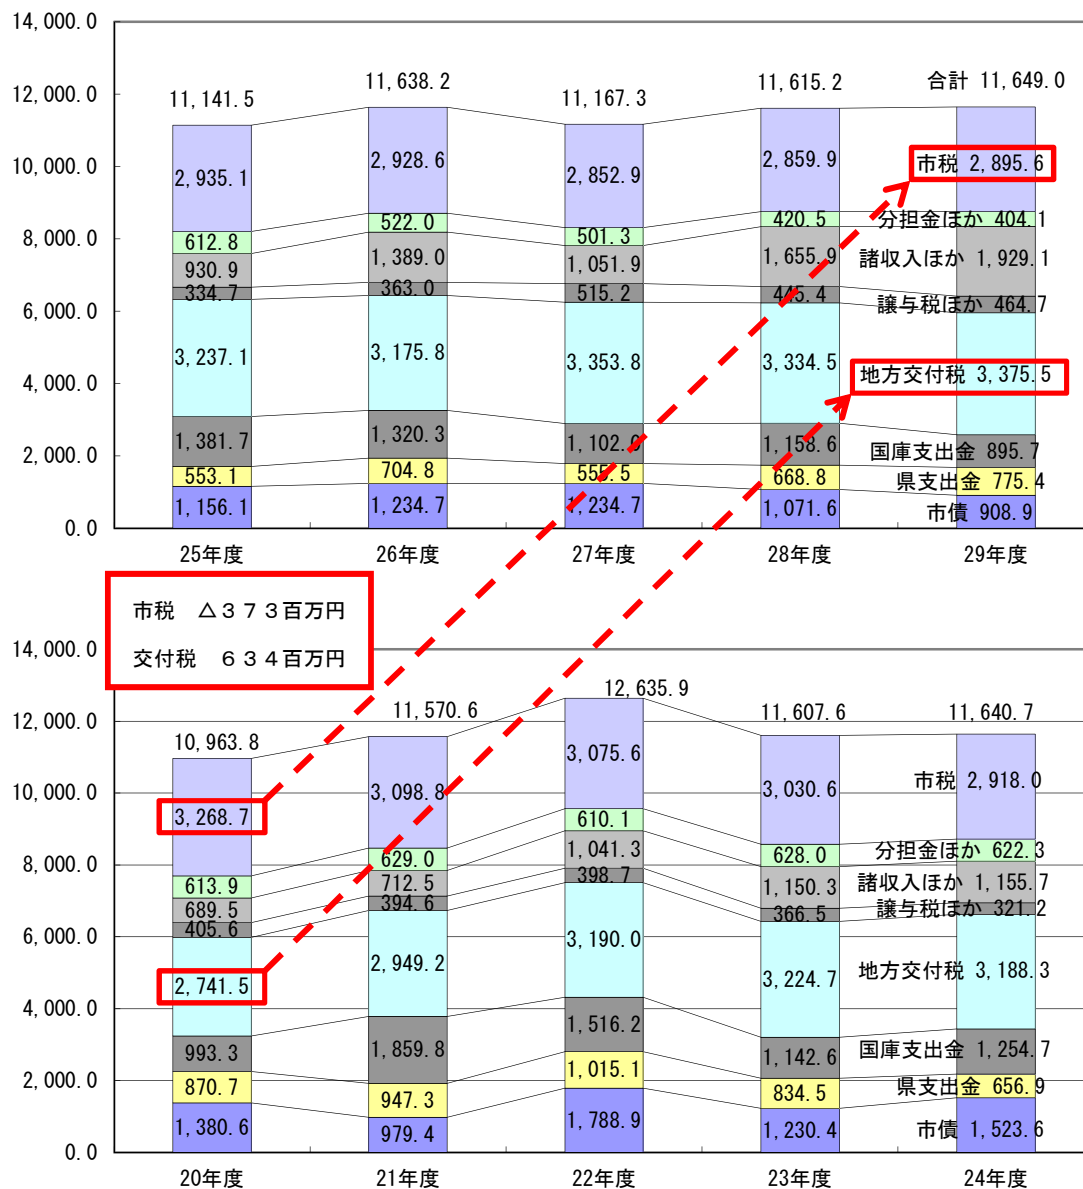 14,000.0
12,000.0
10,000.0
8,000.0
6,000.0
4,000.0
2,000.0
0.0
11,141.5 11,638.2 11,167.3 11,615.2 合計 11,649.0
2,935.1 2,928.6 2,852.9 2,859.9 市税 2,895.6
612.8 522.0 501.3 420.5 分担金ほか 404.1
930.9 1,389.0 1,051.9 1,655.9 諸収入ほか 1,929.1
334.7 363.0 515.2 445.4 譲与税ほか 464.7
3,237.1 3,175.8 3,353.8 3,334.5 地方交付税 3,375.5
1,381.7 1,320.3 1,102.0 1,158.6 国庫支出金 895.7
553.1 704.8 555.5 668.8 県支出金 775.4
1,156.1 1,234.7 1,234.7 1,071.6 市債 908.9
25年度 26年度 27年度 28年度 29年度
市税 △373百万円
交付税 634百万円
14,000.0
12,000.0
10,000.0
8,000.0
6,000.0
4,000.0
2,000.0
0.0
10,963.8 11,570.6 12,635.9 11,607.6 11,640.7
3,268.7 3,098.8 3,075.6 3,030.6 市税 2,918.0
613.9 629.0 610.1 628.0 分担金ほか 622.3
689.5 712.5 1,041.3 1,150.3 諸収入ほか 1,155.7
405.6 394.6 398.7 366.5 譲与税ほか 321.2
2,741.5 2,949.2 3,190.0 3,224.7 地方交付税 3,188.3
993.3 1,859.8 1,516.2 1,142.6 国庫支出金 1,254.7
870.7 947.3 1,015.1 834.5 県支出金 656.9
1,380.6 979.4 1,788.9 1,230.4 市債 1,523.6
20年度 21年度 22年度 23年度 24年度